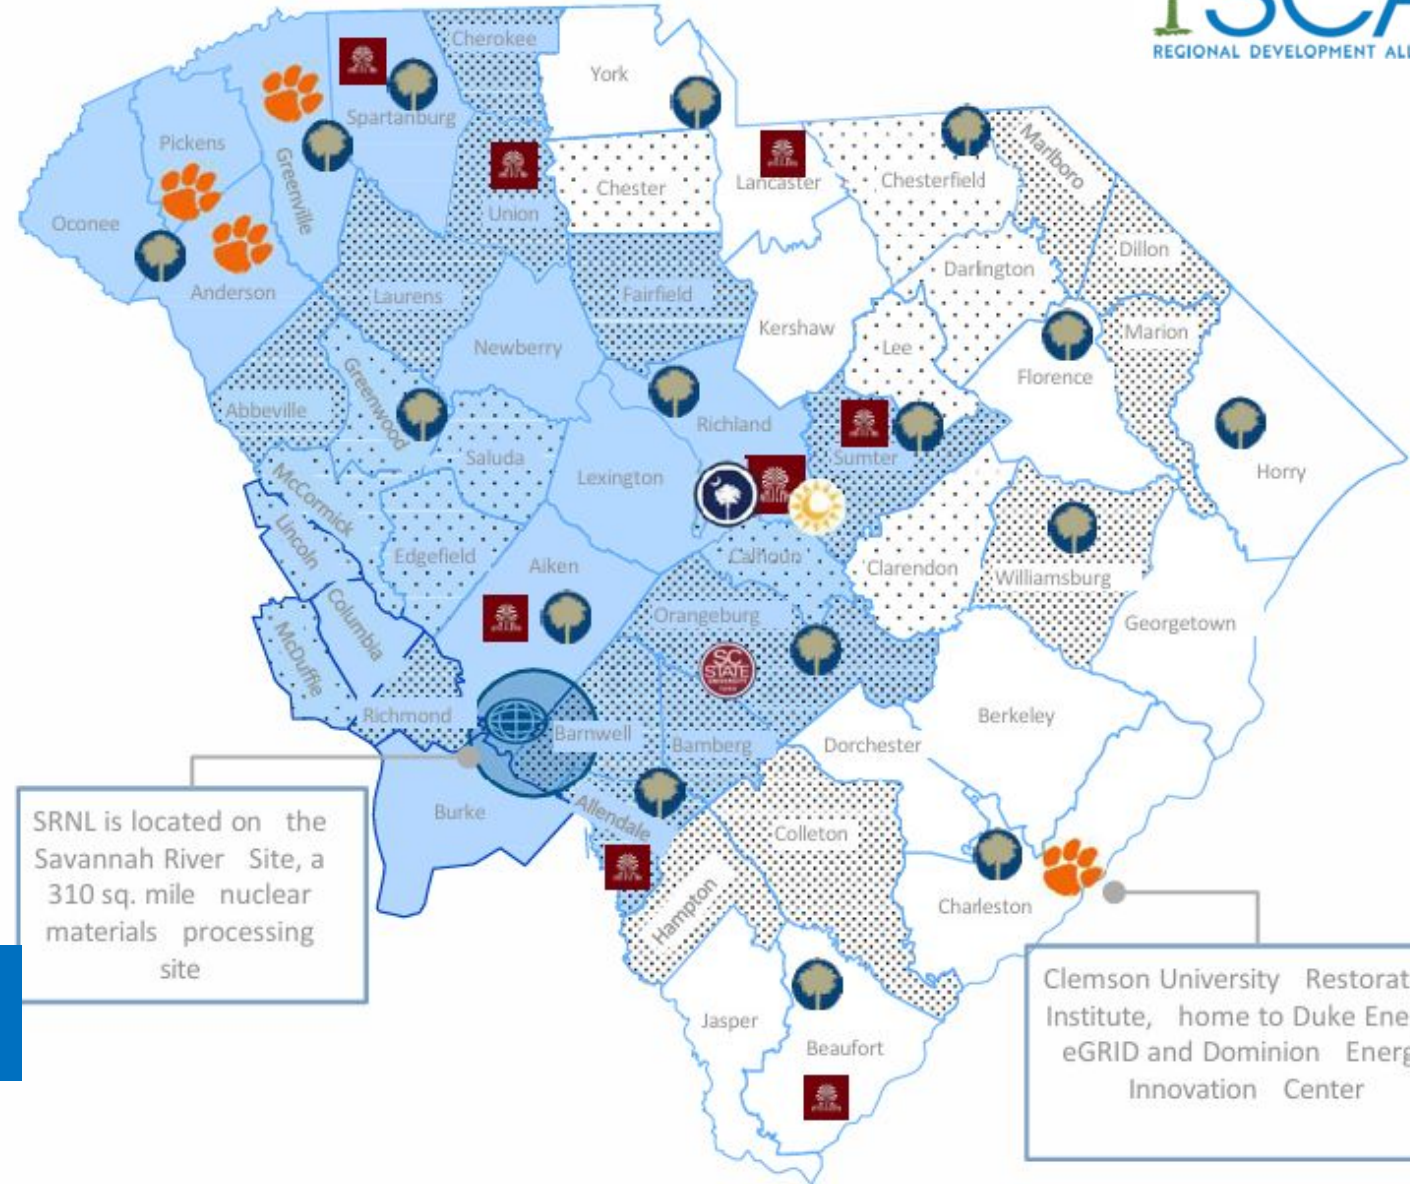 SCA
REGIONAL DEVELOPMENT
Cherokee
York
Spartanburg
Pickens
Greenville
Union
Chester
Lancaster
Chesterfield
Marlboro
Oconee
Anderson
Laurens
Fairfield
Kershaw
Darlington
Dillon
Marion
Lee
Newberry
Florence
Abbeville
Greenwood
Richland
Saluda
Lexington
Sumter
Horry
McCormick
Lincoln
Edgefield
Aiken
Calhoun
Clarendon
Williamsburg
Columbia
McDuffie
Orangeburg
Georgetown
SC
STATE
UNIVERSITY
Richmond
Barnwell
Bamberg
Dorchester
Berkeley
Burke
Allendale
Colleton
Hampton
Charleston
Jasper
Beaufort
SRNL is located on the
Savannah River Site, a
310 sq. mile nuclear
materials processing
site
Clemson University Restorat
Institute, home to Duke Ene
eGRID and Dominion Energ
Innovation Center